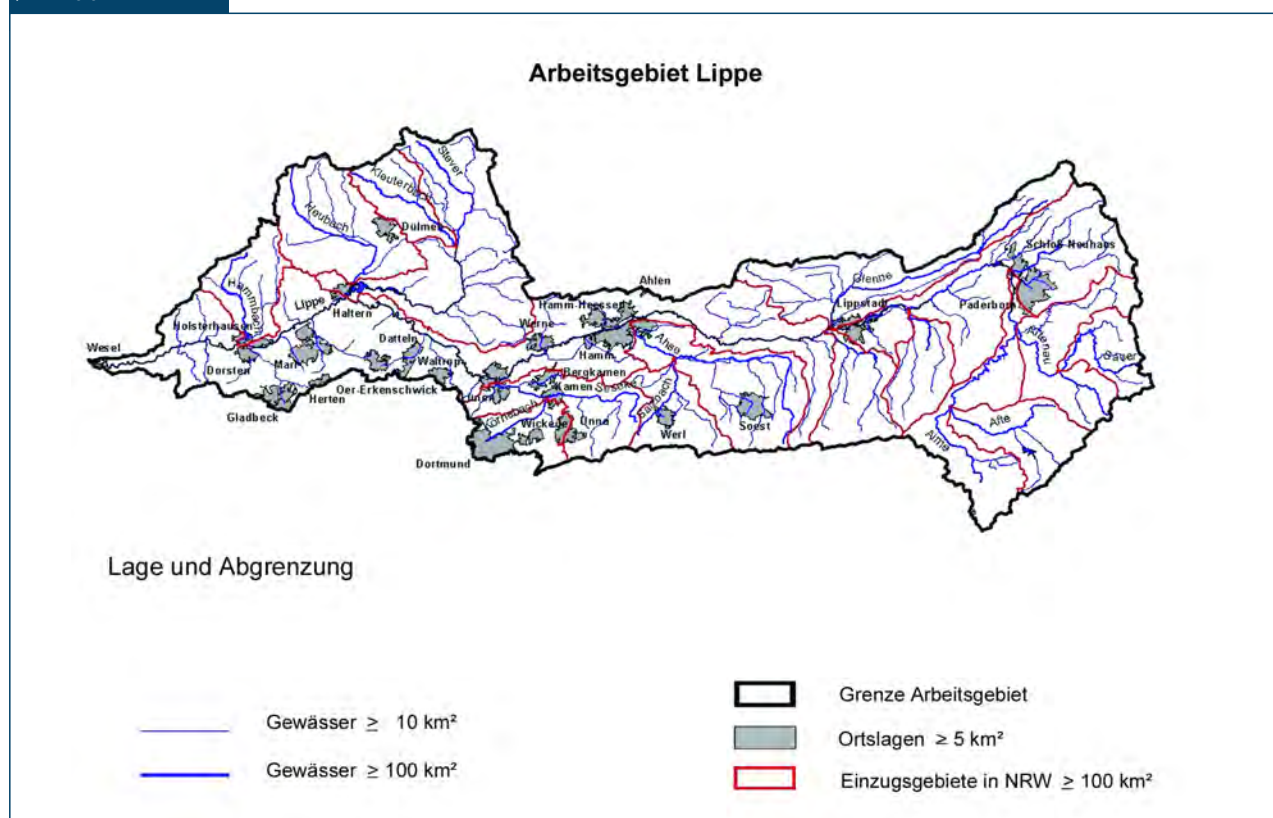 Arbeitsgebiet Lippe
Stever
Kleuterbach
Heubach
Dülmen
Schloß-Neuhaus
Hammbach
Ahlen
Glenne
Lippe
Haltern
Hamm-Heessen
Lippstadt
Paderborn
Holsterhausen
Werne
Altenau
Wesel
Datteln
Hamm
Ahse
Sauer
Dorsten
Marl
Waltrop
Bergkamen
Kamen
Seseke
Oer-Erkenschwick
Lünen
Salzbach
Herten
Körnebach
Wickede
Unna
Werl
Soest
Afte
Alme
Gladbeck
Dortmund
Lage und Abgrenzung
Gewässer ≥ 10 km²
Gewässer ≥ 100 km²
Grenze Arbeitsgebiet
Ortslagen ≥ 5 km²
Einzugsgebiete in NRW ≥ 100 km²